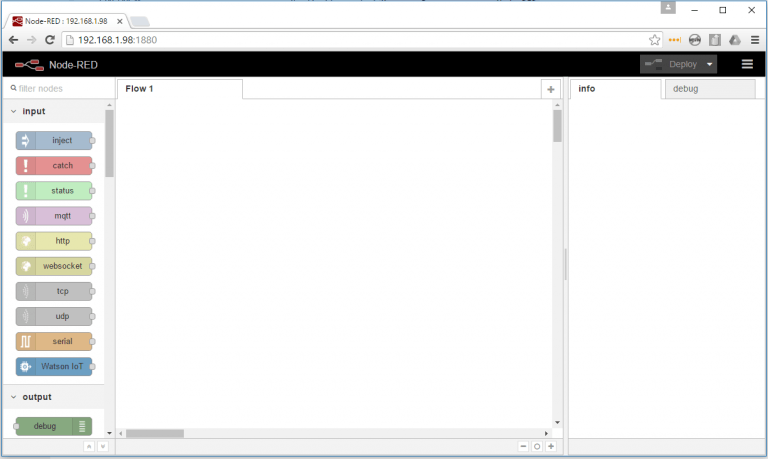 Node-RED : 192.168.1.98
192.168.1.98:1880
Node-RED
Deploy
filter nodes
Flow 1
info
debug
input
inject
catch
status
mqtt
http
websocket
tcp
udp
serial
Watson IoT
output
debug